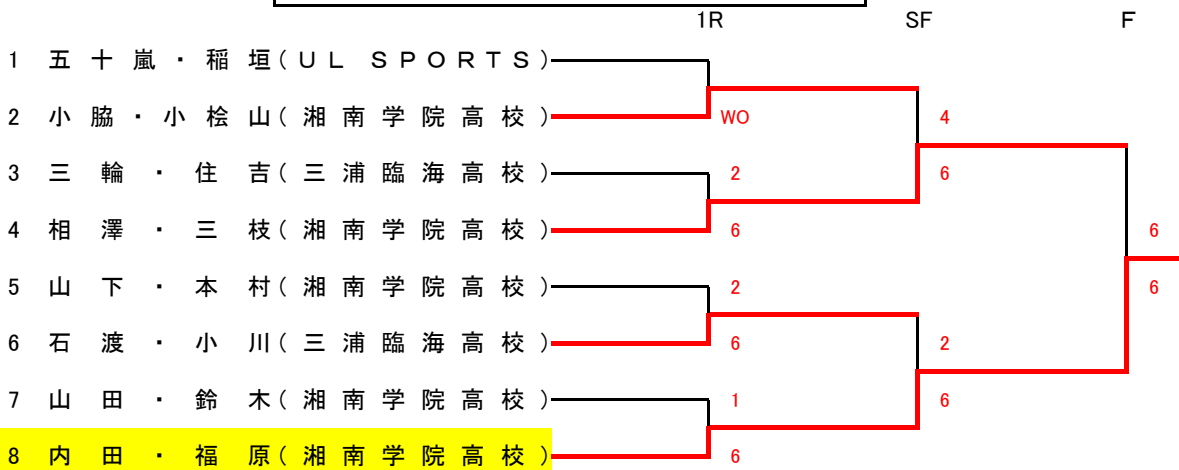 1R SF F
1 五十嵐・稲垣(UL SPORTS)
2 小脇・小桧山(湘南学院高校) WO 4
3 三輪・住吉(三浦臨海高校) 2 6
4 相澤・三枝(湘南学院高校) 6 6
5 山下・本村(湘南学院高校) 2 6
6 石渡・小川(三浦臨海高校) 6 2
7 山田・鈴木(湘南学院高校) 1 6
8 内田・福原(湘南学院高校) 6